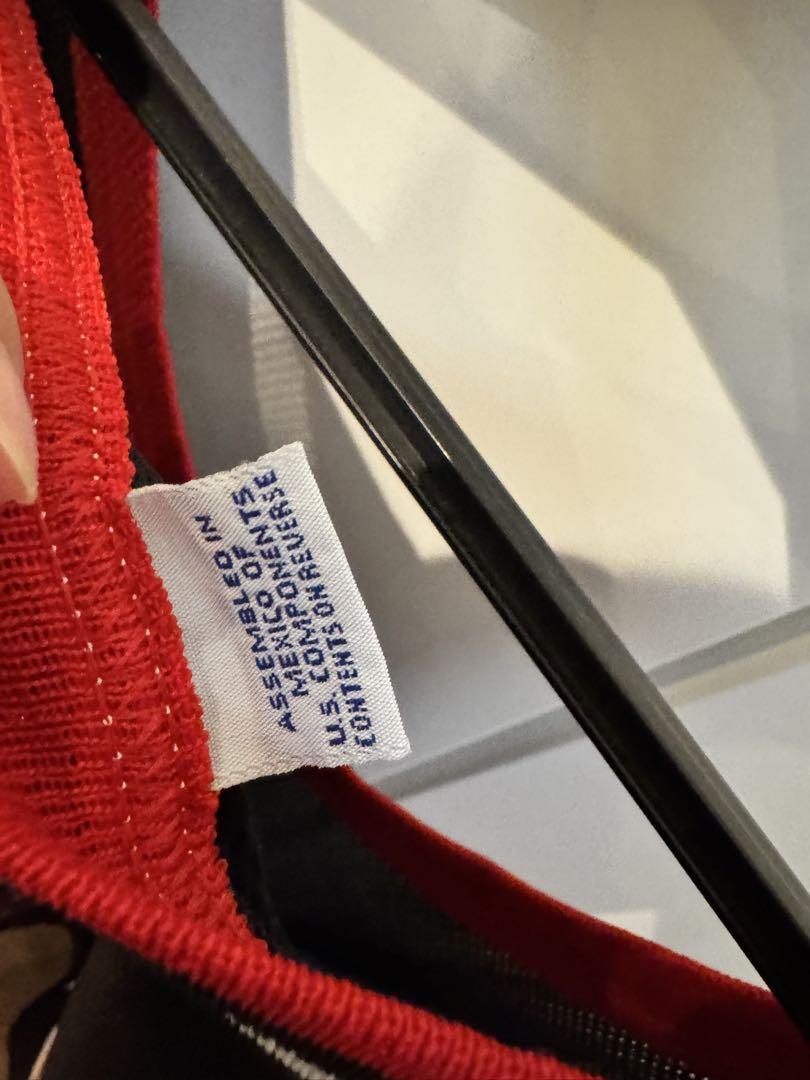 ASSEMBLED IN
MEXICO OF
U.S. COMPONENTS
CONTENTS ON REVERSE